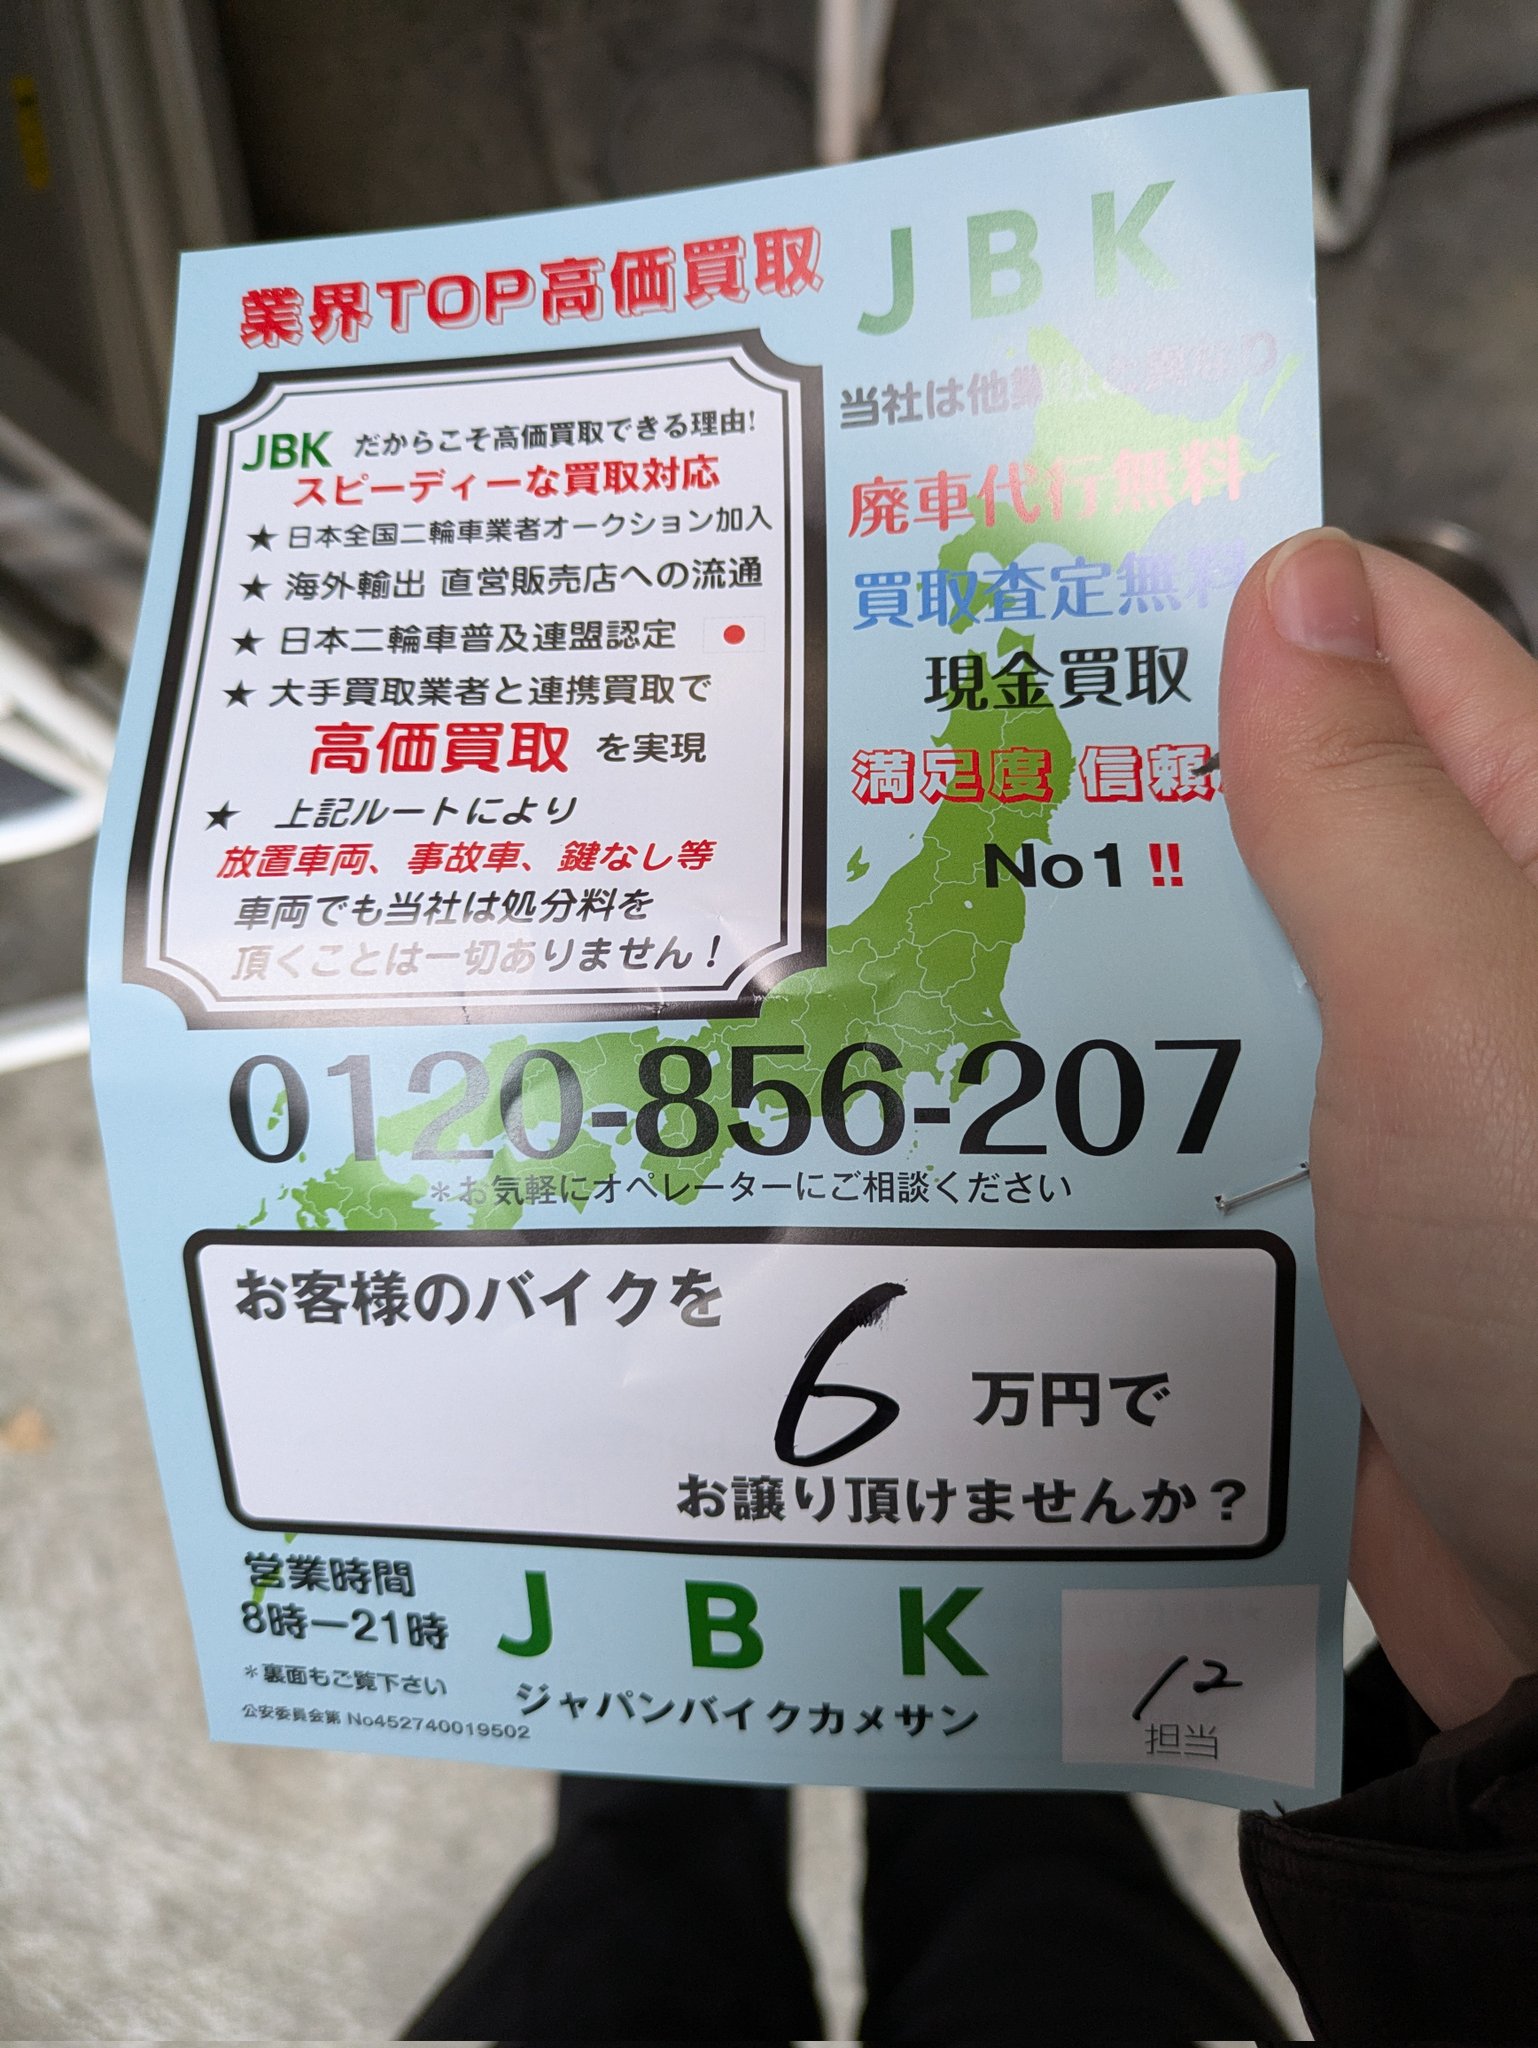 業界TOP高価買取
JBK
JBK だからこそ高価買取できる理由!
スピーディーな買取対応
★ 日本全国二輪車業者オークション加入
★ 海外輸出 直営販売店への流通
★ 日本二輪車普及連盟認定
★ 大手買取業者と連携買取で
高価買取 を実現
★ 上記ルートにより
放置車両、事故車、鍵なし等
車両でも当社は処分料を
頂くことは一切ありません!
当社は他業
廃車代行無料
買取査定無料
現金買取
満足度 信頼
No1!!
0120-856-207
*お気軽にオペレーターにご相談ください
お客様のバイクを
6 万円で
お譲り頂けませんか?
営業時間
8時ー21時
*裏面もご覧下さい
公安委員会第 No452740019502
JBK
ジャパンバイクカメサン
12
担当